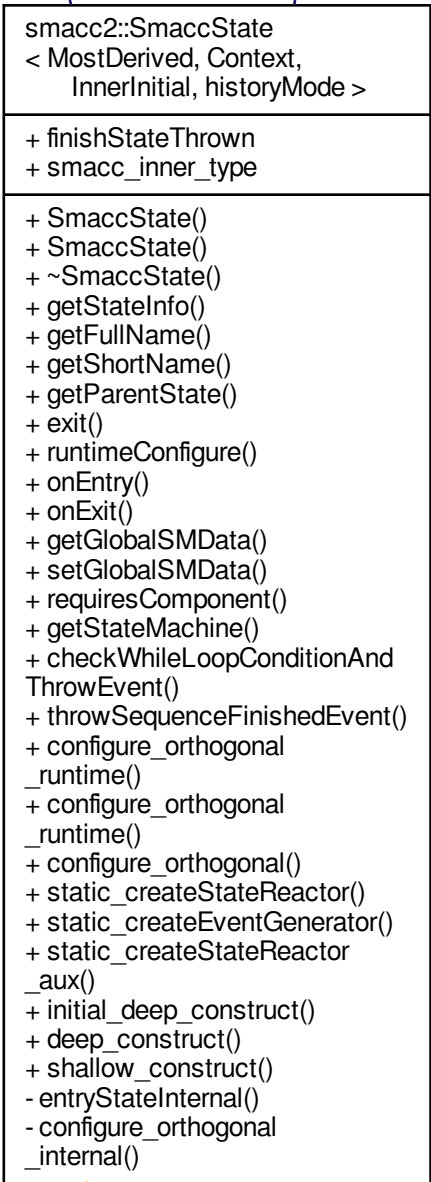 smacc2::SmaccState
< MostDerived, Context,
InnerInitial, historyMode >
+ finishStateThrown
+ smacc_inner_type
+ SmaccState()
+ SmaccState()
+ ~SmaccState()
+ getStateInfo()
+ getFullName()
+ getShortName()
+ getParentState()
+ exit()
+ runtimeConfigure()
+ onEntry()
+ onExit()
+ getGlobalSMData()
+ setGlobalSMData()
+ requiresComponent()
+ getStateMachine()
+ checkWhileLoopConditionAnd
ThrowEvent()
+ throwSequenceFinishedEvent()
+ configure_orthogonal
_runtime()
+ configure_orthogonal
_runtime()
+ configure_orthogonal()
+ static_createStateReactor()
+ static_createEventGenerator()
+ static_createStateReactor
_aux()
+ initial_deep_construct()
+ deep_construct()
+ shallow_construct()
- entryStateInternal()
- configure_orthogonal
_internal()